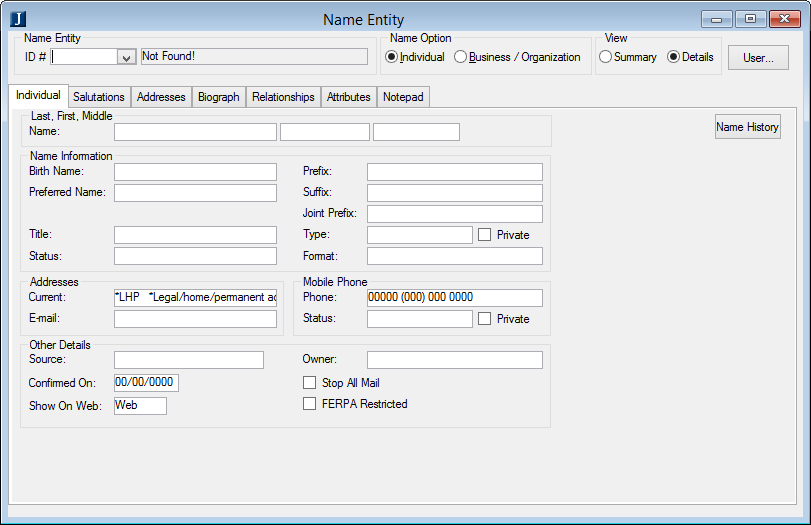 J
Name Entity
Name Entity
ID #
Not Found!
Name Option
Individual
Business / Organization
View
Summary
Details
User...
Individual
Salutations
Addresses
Biograph
Relationships
Attributes
Notepad
Last, First, Middle
Name:
Name History
Name Information
Birth Name:
Prefix:
Preferred Name:
Suffix:
Joint Prefix:
Title:
Type:
Private
Status:
Format:
Addresses
Current:
*LHP *Legal/home/permanent
E-mail:
Mobile Phone
Phone:
00000 (000) 000 0000
Status:
Private
Other Details
Source:
Owner:
Confirmed On:
00/00/0000
Stop All Mail
Show On Web:
Web
FERPA Restricted